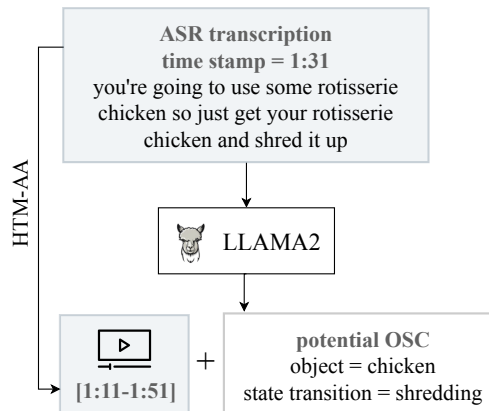 ASR transcription
time stamp = 1:31
you're going to use some rotisserie
chicken so just get your rotisserie
chicken and shred it up
HTM-AA
LLAMA2
[1:11-1:51]
+
potential OSC
object = chicken
state transition = shredding